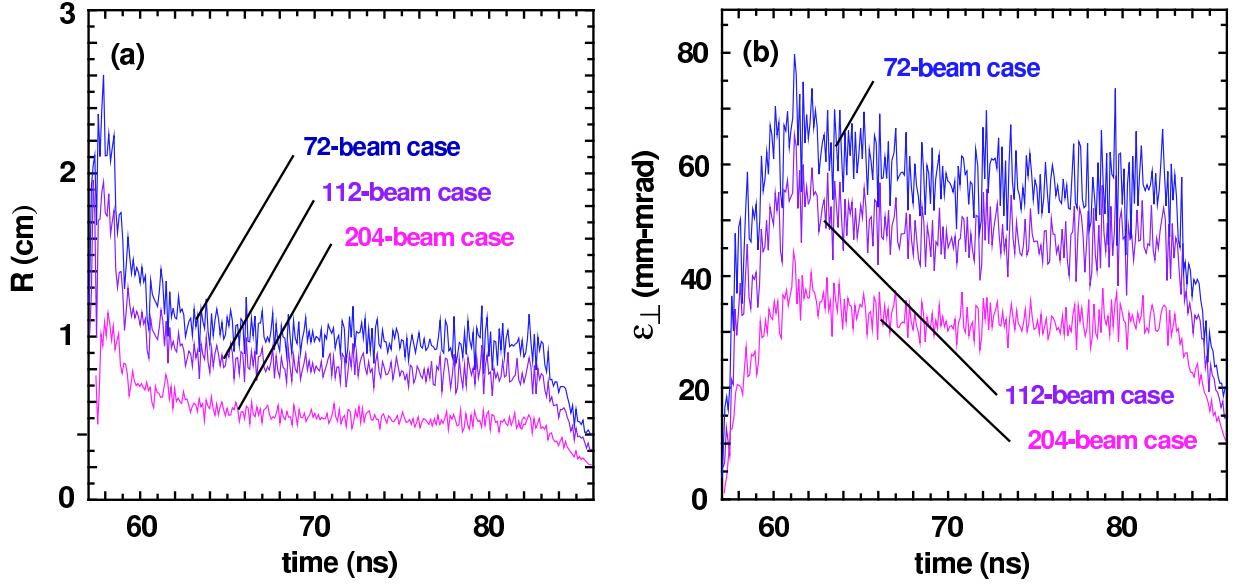 3
(a)
72-beam case
2
112-beam case
204-beam case
R (cm)
1
0
60
70
80
time (ns)
80
(b)
72-beam case
60
ε⊥ (mm-mrad)
40
20
112-beam case
204-beam case
0
60
70
80
time (ns)